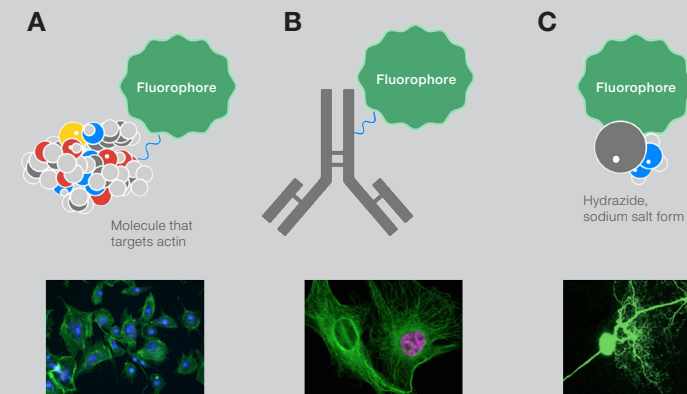 A
B
C
Fluorophore
Fluorophore
Fluorophore
Molecule that
targets actin
Hydrazide,
sodium salt form